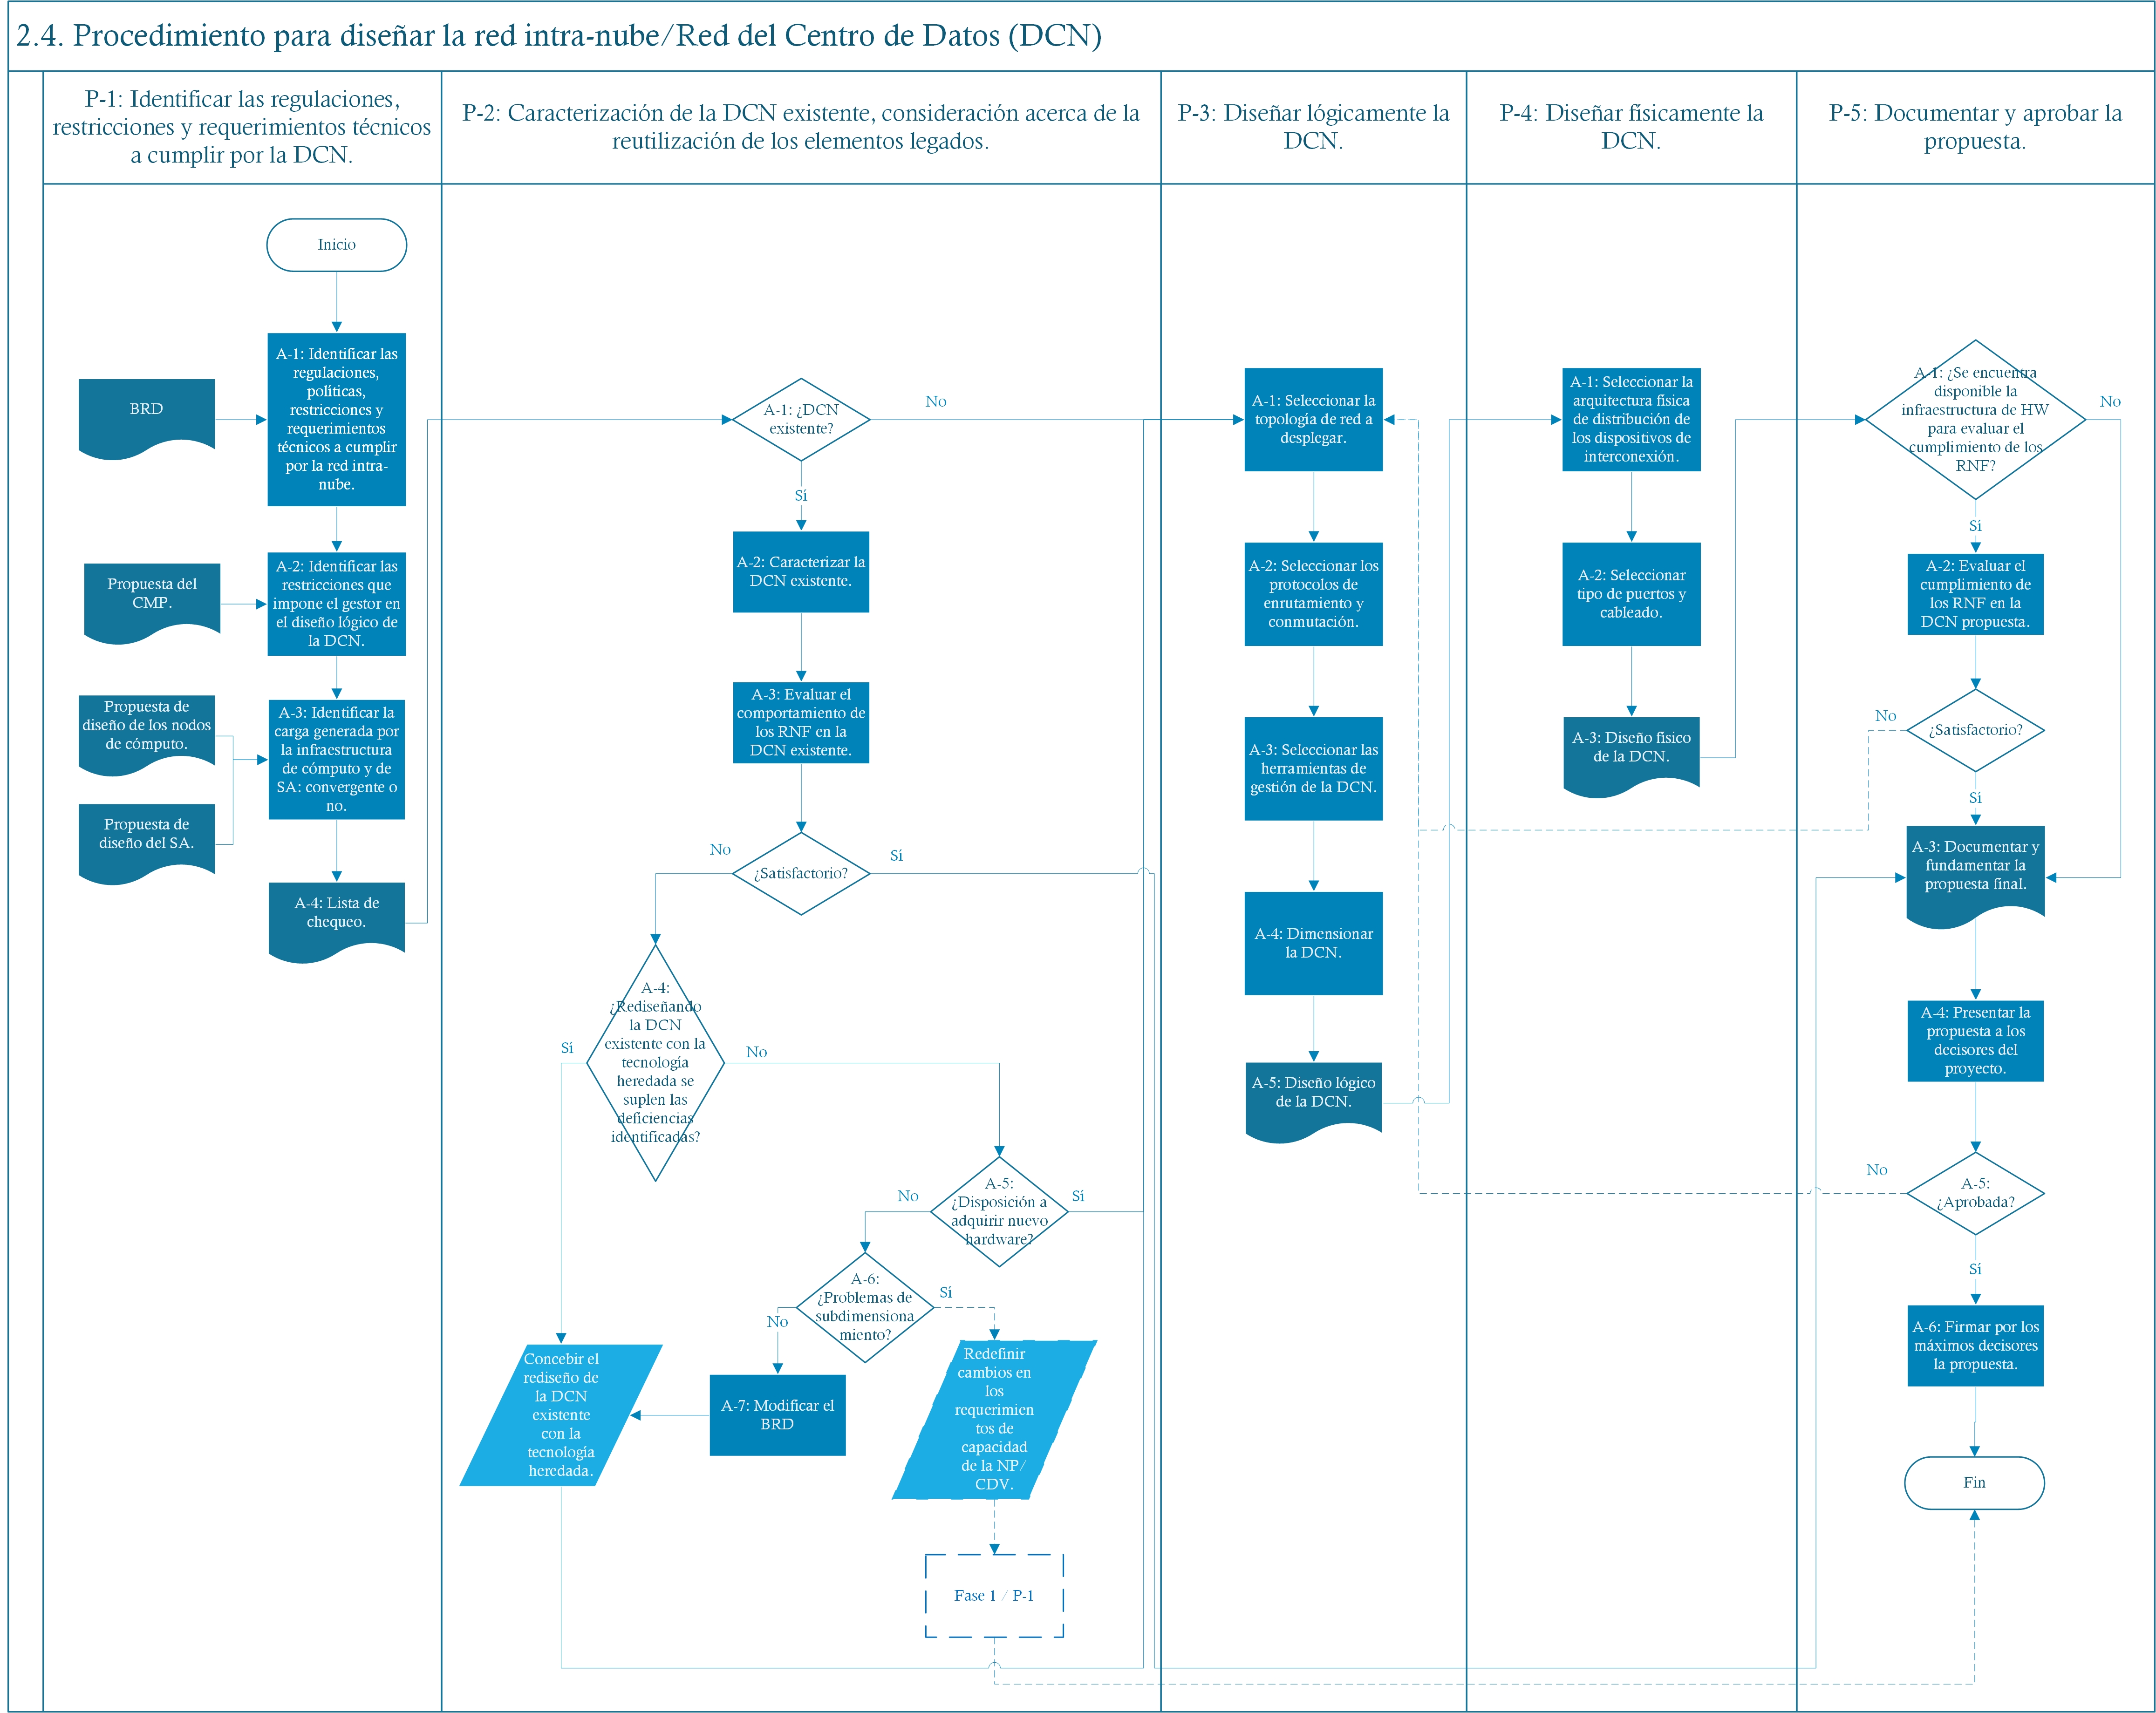 2.4. Procedimiento para diseñar la red intra-nube/Red del Centro de Datos (DCN)
P-1: Identificar las regulaciones,
restricciones y requerimientos técnicos
a cumplir por la DCN.
P-2: Caracterización de la DCN existente, consideración acerca de la
reutilización de los elementos legados.
P-3: Diseñar lógicamente la
DCN.
P-4: Diseñar físicamente la
DCN.
P-5: Documentar y aprobar la
propuesta.
Inicio
BRD
A-1: Identificar las
regulaciones,
políticas,
restricciones y
requerimientos
técnicos a cumplir
por la red intra-
nube.
Propuesta del
CMP.
A-2: Identificar las
restricciones que
impone el gestor en
el diseño lógico de
la DCN.
Propuesta de
diseño de los nodos
de cómputo.
Propuesta de
diseño del SA.
A-3: Identificar la
carga generada por
la infraestructura
de cómputo y de
SA: convergente o
no.
A-4: Lista de
chequeo.
A-1: ¿DCN
existente?
No
Sí
A-2: Caracterizar la
DCN existente.
A-3: Evaluar el
comportamiento de
los RNF en la
DCN existente.
¿Satisfactorio?
No
Sí
A-4:
¿Rediseñando
la DCN
existente con la
tecnología
heredada se
suplen las
deficiencias
identificadas?
Sí
No
A-5:
¿Disposición a
adquirir nuevo
hardware?
No
Sí
A-6:
¿Problemas de
subdimensiona
miento?
No
Sí
A-7: Modificar el
BRD
Concebir el
rediseño de
la DCN
existente
con la
tecnología
heredada.
Redefinir
cambios en
los
requerimien
tos de
capacidad
de la NP/
CDV.
Fase 1 / P-1
A-1: Seleccionar la
topología de red a
desplegar.
A-2: Seleccionar los
protocolos de
enrutamiento y
conmutación.
A-3: Seleccionar las
herramientas de
gestión de la DCN.
A-4: Dimensionar
la DCN.
A-5: Diseño lógico
de la DCN.
A-1: Seleccionar la
arquitectura física
de distribución de
los dispositivos de
interconexión.
A-2: Seleccionar
tipo de puertos y
cableado.
A-3: Diseño físico
de la DCN.
A-1: ¿Se encuentra
disponible la
infraestructura de HW
para evaluar el
cumplimiento de los
RNF?
No
Sí
A-2: Evaluar el
cumplimiento de
los RNF en la
DCN propuesta.
¿Satisfactorio?
No
Sí
A-3: Documentar y
fundamentar la
propuesta final.
A-4: Presentar la
propuesta a los
decisores del
proyecto.
A-5:
¿Aprobada?
No
Sí
A-6: Firmar por los
máximos decisores
la propuesta.
Fin